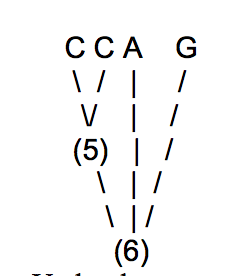 C C A G
\ / | /
\/ | /
(5) | /
\ | /
\ | /
(6)